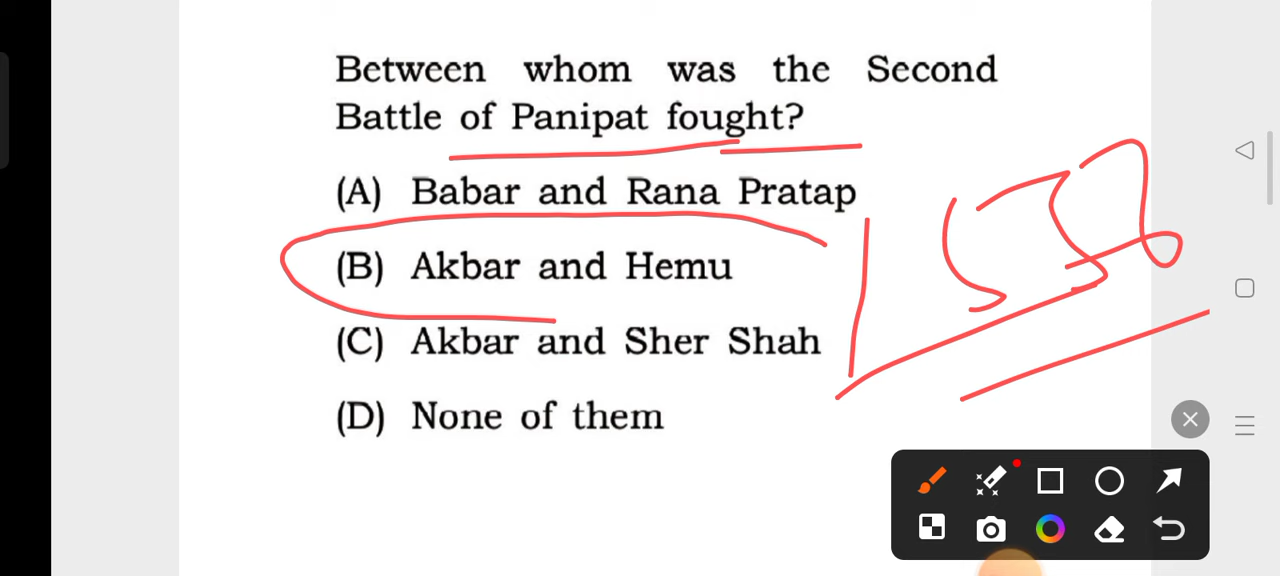 Between whom was the Second
Battle of Panipat fought?
(A) Babar and Rana Pratap
(B) Akbar and Hemu
(C) Akbar and Sher Shah
(D) None of them